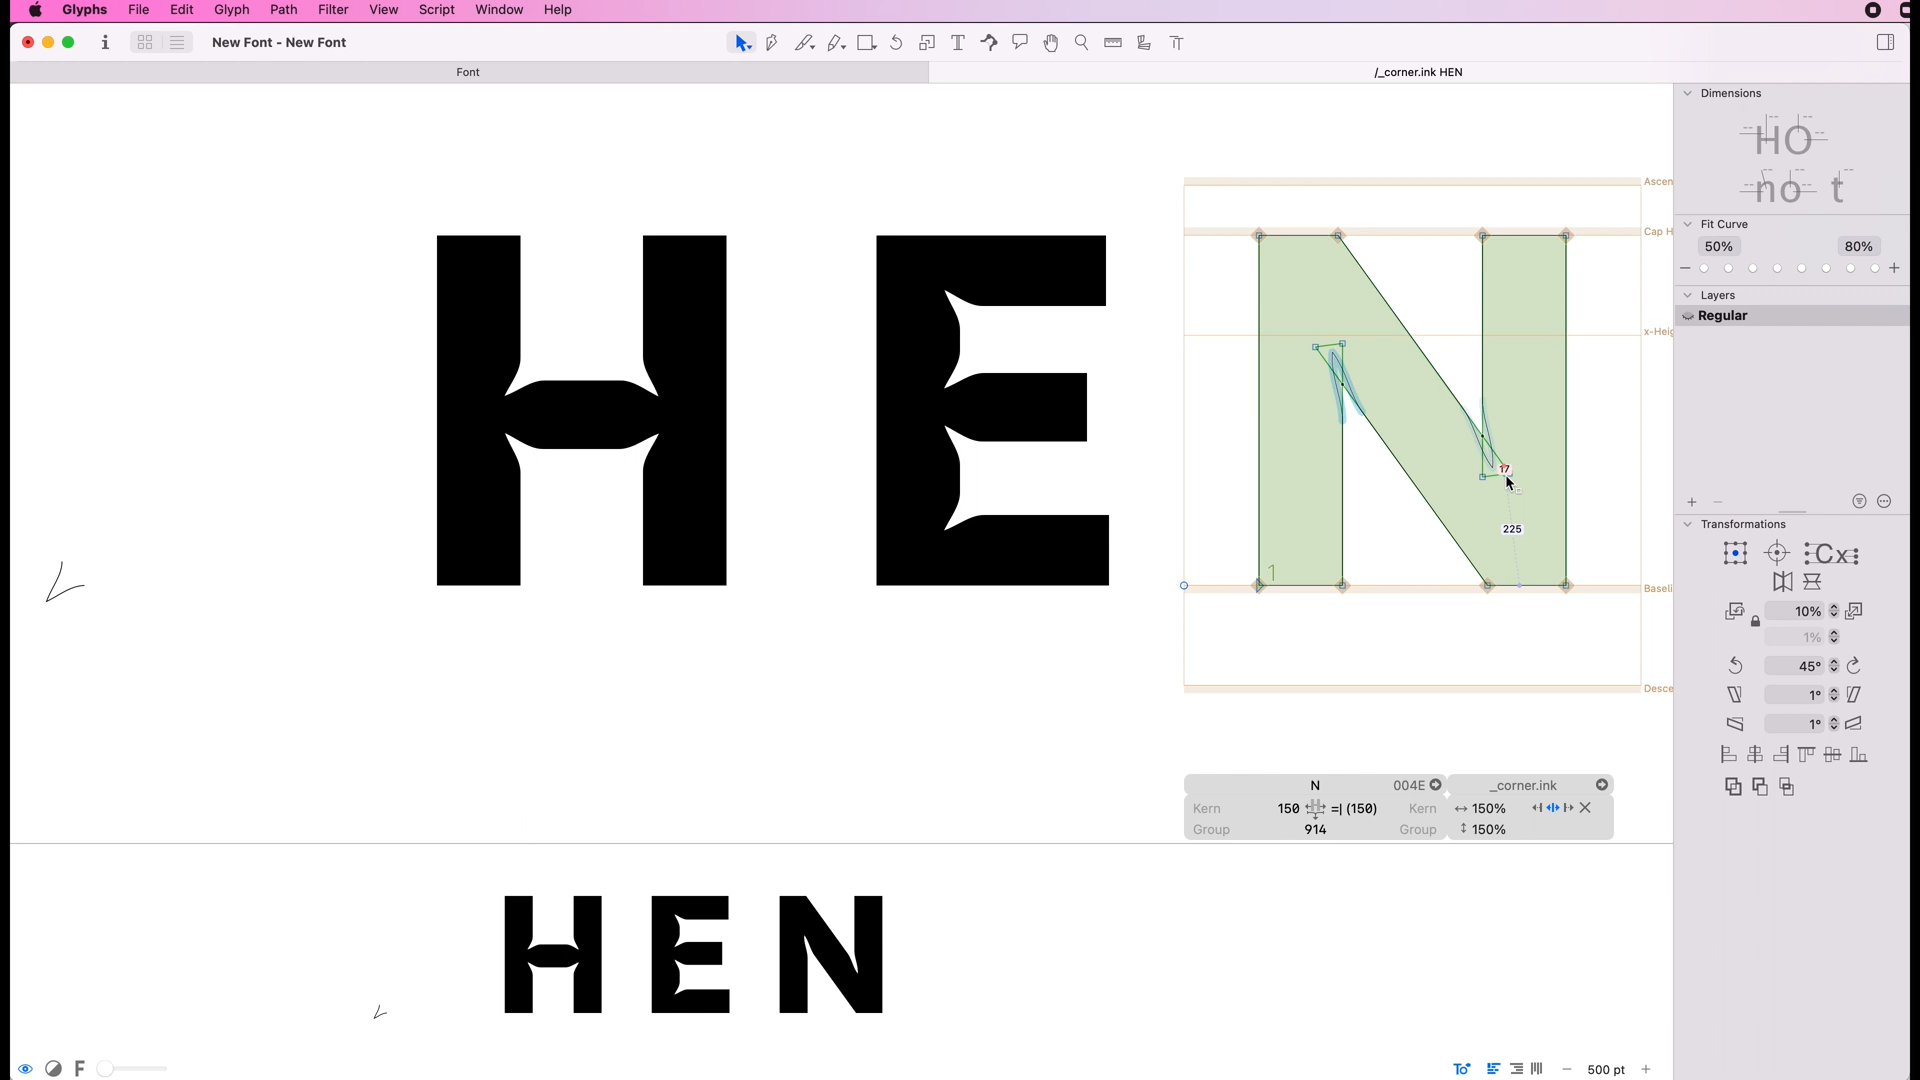 Glyphs File Edit Glyph Path Filter View Script Window Help
New Font - New Font
Font
/_corner.ink HEN
Dimensions
HO
no t
Fit Curve
50% 80%
Layers
Regular
Ascen
Cap H
x-Heig
Baseli
Desce
HEN
17
225
1
Transformations
Cx
10%
1%
45°
1°
1°
N 004E
Kern 150 =| (150) Kern
Group 914 Group
_corner.ink
150%
150%
HEN
F
500 pt